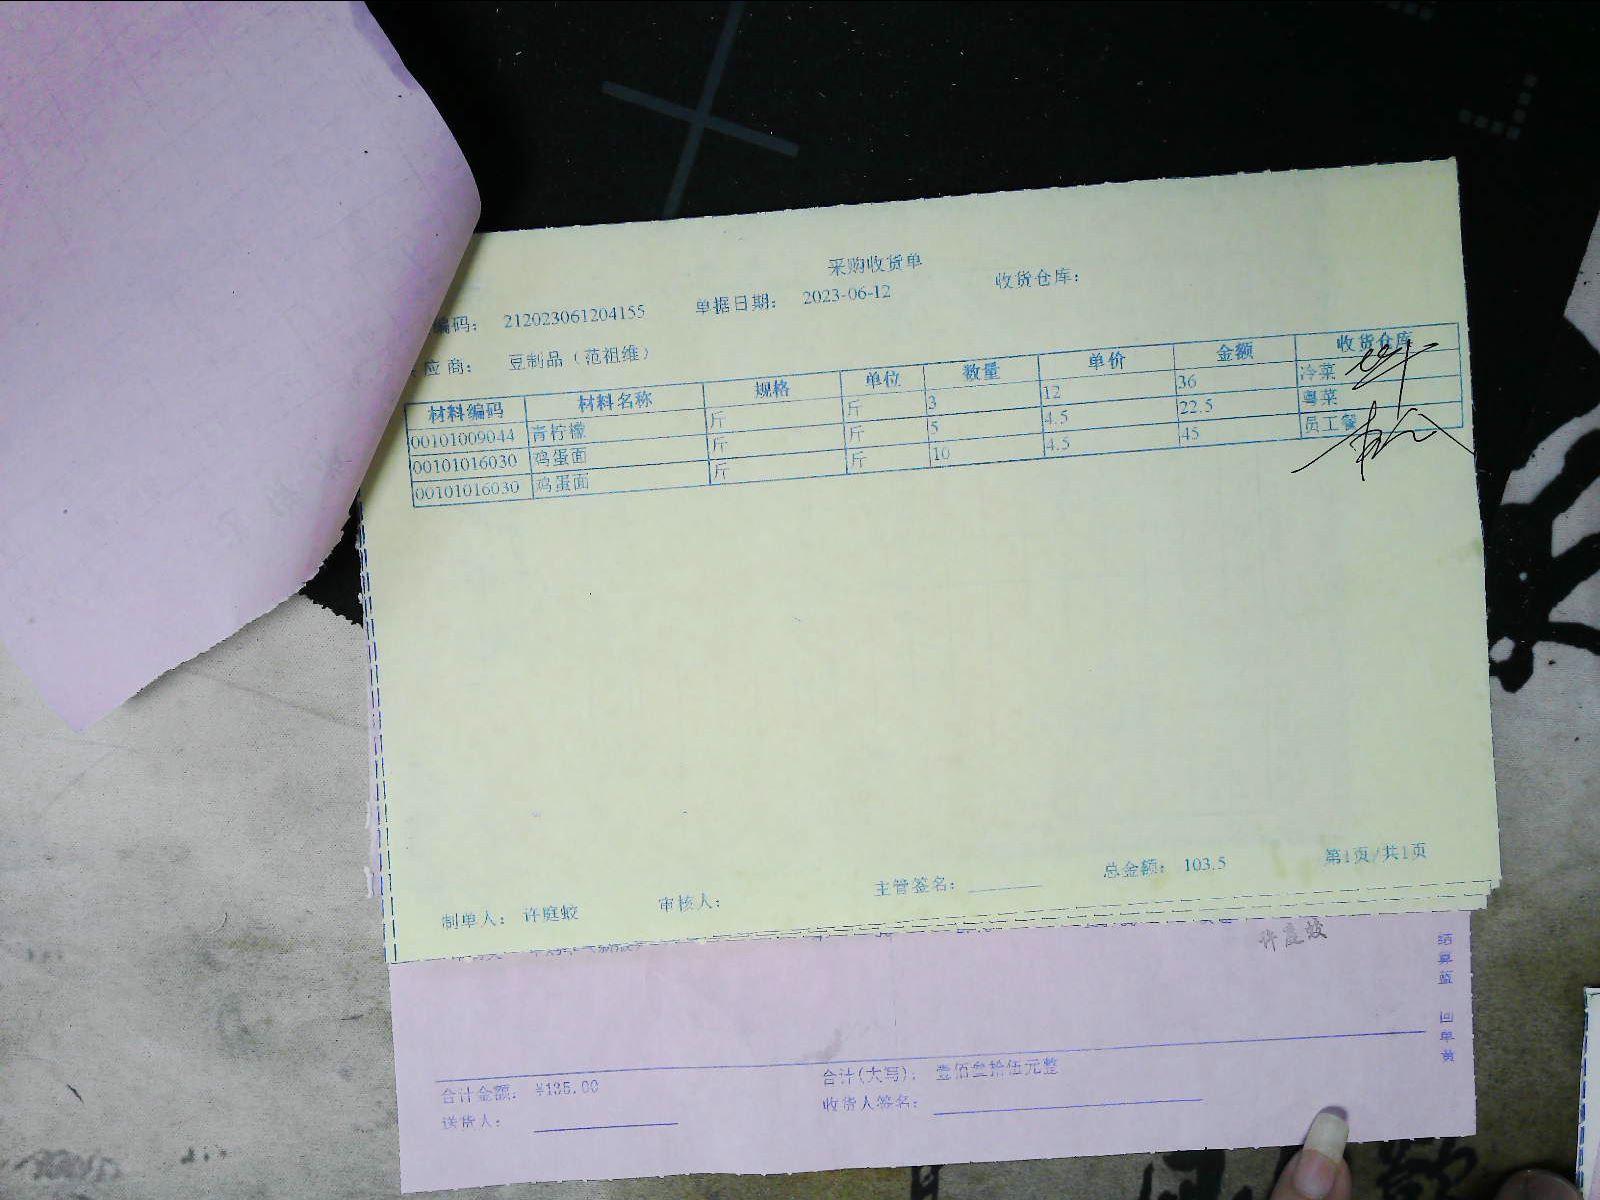 采购收货单
编码： 212023061204155 单据日期： 2023-06-12 收货仓库：
应商： 豆制品（范祖维）
材料编码 材料名称 规格 单位 数量 单价 金额 收货仓库
00101009044 青柠檬 斤 斤 3 12 36 冷菜
00101016030 鸡蛋面 斤 斤 5 4.5 22.5 粤菜
00101016030 鸡蛋面 斤 斤 10 4.5 45 员工餐
制单人： 许庭蛟 审核人： 主管签名： 总金额： 103.5 第1页/共1页
许庭蛟
结算蓝 回单黄
合计金额： ¥135.00 合计(大写)： 壹佰叁拾伍元整
送货人： 收货人签名：